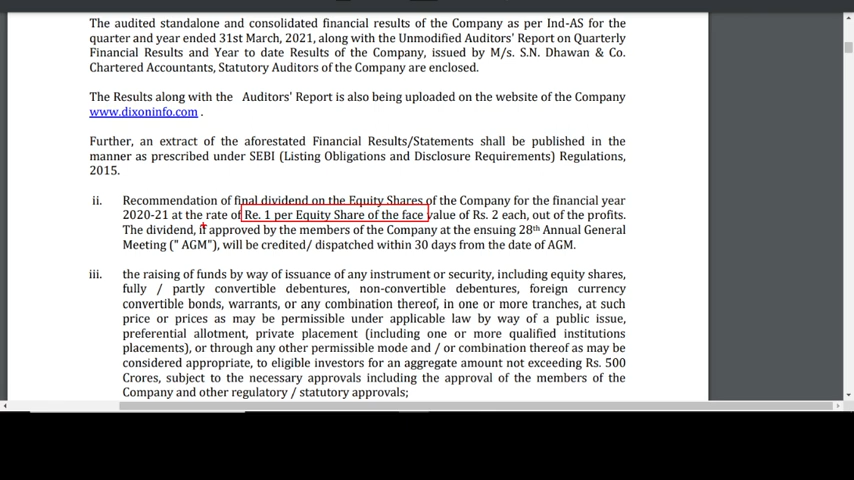 The audited standalone and consolidated financial results of the Company as per Ind-AS for the
quarter and year ended 31st March, 2021, along with the Unmodified Auditors' Report on Quarterly
Financial Results and Year to date Results of the Company, issued by M/s. S.N. Dhawan & Co.
Chartered Accountants, Statutory Auditors of the Company are enclosed.
The Results along with the Auditors' Report is also being uploaded on the website of the Company
www.dixoninfo.com .
Further, an extract of the aforestated Financial Results/Statements shall be published in the
manner as prescribed under SEBI (Listing Obligations and Disclosure Requirements) Regulations,
2015.
ii. Recommendation of final dividend on the Equity Shares of the Company for the financial year
2020-21 at the rate of Re. 1 per Equity Share of the face value of Rs. 2 each, out of the profits.
The dividend, if approved by the members of the Company at the ensuing 28th Annual General
Meeting (" AGM"), will be credited/ dispatched within 30 days from the date of AGM.
iii. the raising of funds by way of issuance of any instrument or security, including equity shares,
fully / partly convertible debentures, non-convertible debentures, foreign currency
convertible bonds, warrants, or any combination thereof, in one or more tranches, at such
price or prices as may be permissible under applicable law by way of a public issue,
preferential allotment, private placement (including one or more qualified institutions
placements), or through any other permissible mode and / or combination thereof as may be
considered appropriate, to eligible investors for an aggregate amount not exceeding Rs. 500
Crores, subject to the necessary approvals including the approval of the members of the
Company and other regulatory / statutory approvals;